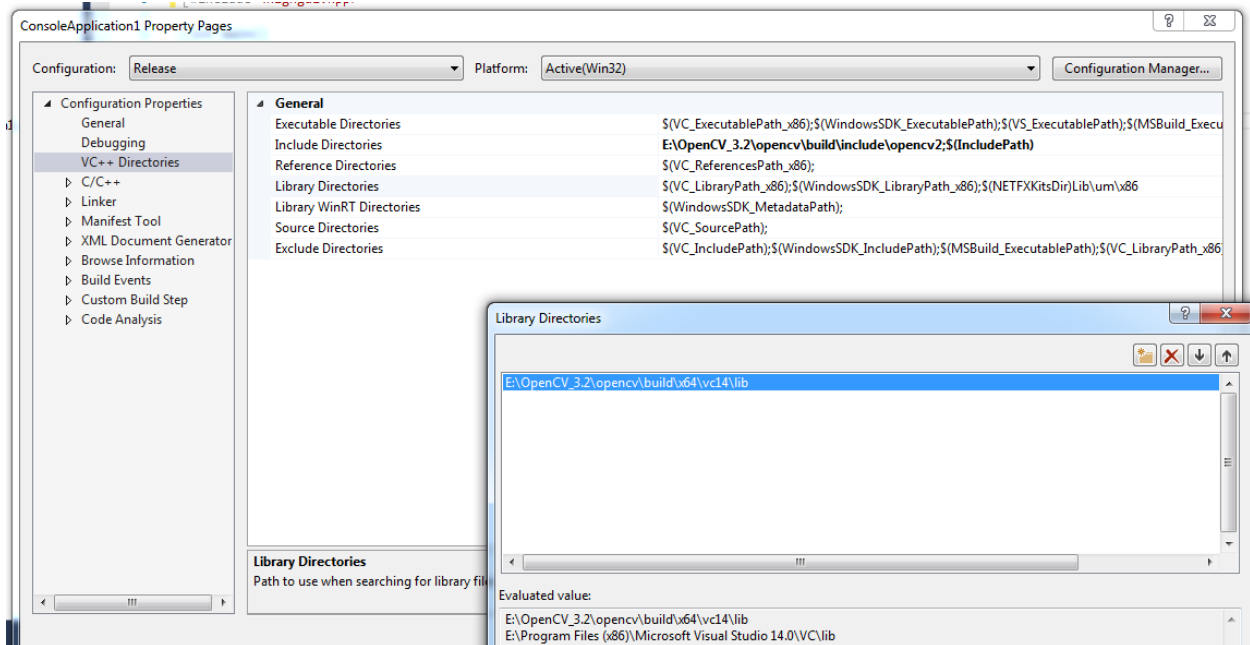 ConsoleApplication1 Property Pages
Configuration: Release Platform: Active(Win32) Configuration Manager...
Configuration Properties
General
Debugging
VC++ Directories
C/C++
Linker
Manifest Tool
XML Document Generator
Browse Information
Build Events
Custom Build Step
Code Analysis
General
Executable Directories $(VC_ExecutablePath_x86);$(WindowsSDK_ExecutablePath);$(VS_ExecutablePath);$(MSBuild_Execu
Include Directories E:\OpenCV_3.2\opencv\build\include\opencv2;$(IncludePath)
Reference Directories $(VC_ReferencesPath_x86);
Library Directories $(VC_LibraryPath_x86);$(WindowsSDK_LibraryPath_x86);$(NETFXKitsDir)Lib\um\x86
Library WinRT Directories $(WindowsSDK_MetadataPath);
Source Directories $(VC_SourcePath);
Exclude Directories $(VC_IncludePath);$(WindowsSDK_IncludePath);$(MSBuild_ExecutablePath);$(VC_LibraryPath_x86
Library Directories
Path to use when searching for library file
Library Directories
E:\OpenCV_3.2\opencv\build\x64\vc14\lib
Evaluated value:
E:\OpenCV_3.2\opencv\build\x64\vc14\lib
E:\Program Files (x86)\Microsoft Visual Studio 14.0\VC\lib